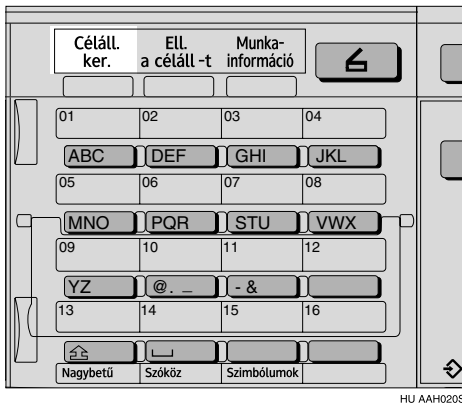 Céláll. Ell. Munka-
ker. a céláll -t információ
01 02 03 04
ABC DEF GHI JKL
05 06 07 08
MNO PQR STU VWX
09 10 11 12
YZ @. _ - &
13 14 15 16
Nagybetű Szóköz Szimbólumok
HU AAH020S